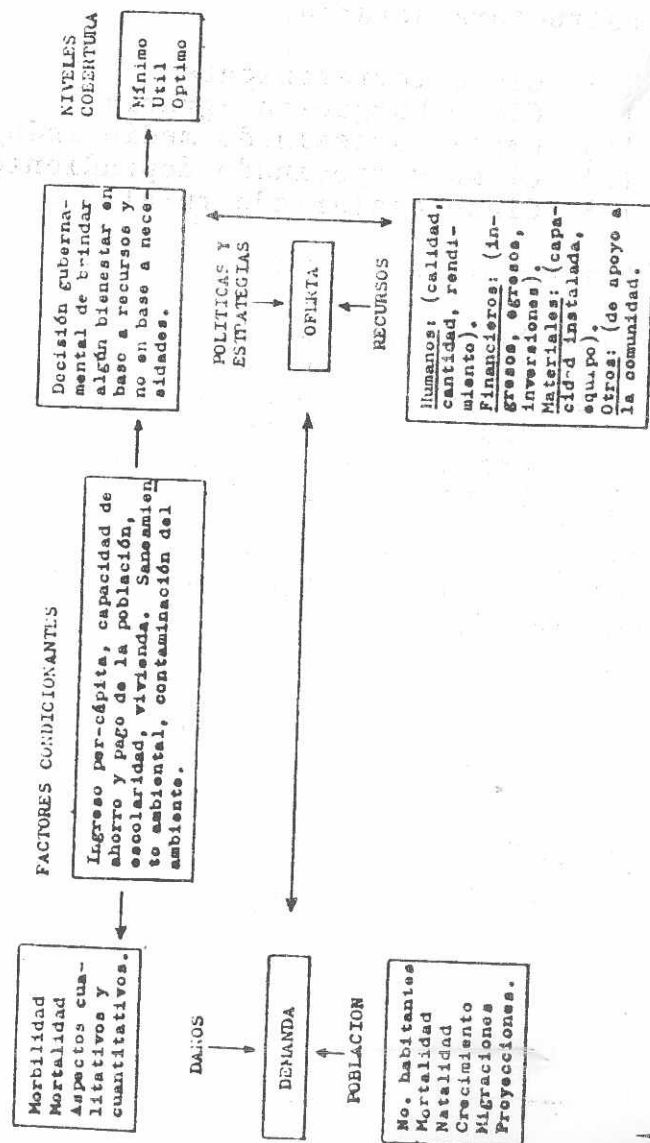 FACTORES CONDICIONANTES
NIVELES
COBERTURA
Morbilidad
Mortalidad
Aspectos cua-
litativos y
cuantitativos.
Ingreso per-cápita, capacidad de
ahorro y pago de la población,
escolaridad, vivienda. Saneamien
to ambiental, contaminación del
ambiente.
Decisión guberna-
mental de brindar
algún bienestar en
base a recursos y
no en base a nece-
sidades.
Mínimo
Util
Optimo
DAÑOS
DEMANDA
POBLACION
POLITICAS Y
ESTRATEGIAS
OFERTA
RECURSOS
No. habitantes
Mortalidad
Natalidad
Crecimiento
Migraciones
Proyecciones.
Humanos: (calidad,
cantidad, rendi-
miento).
Financieros: (in-
gresos, egresos,
inversiones).
Materiales: (capa-
cidad instalada,
equipo).
Otros: (de apoyo a
la comunidad.